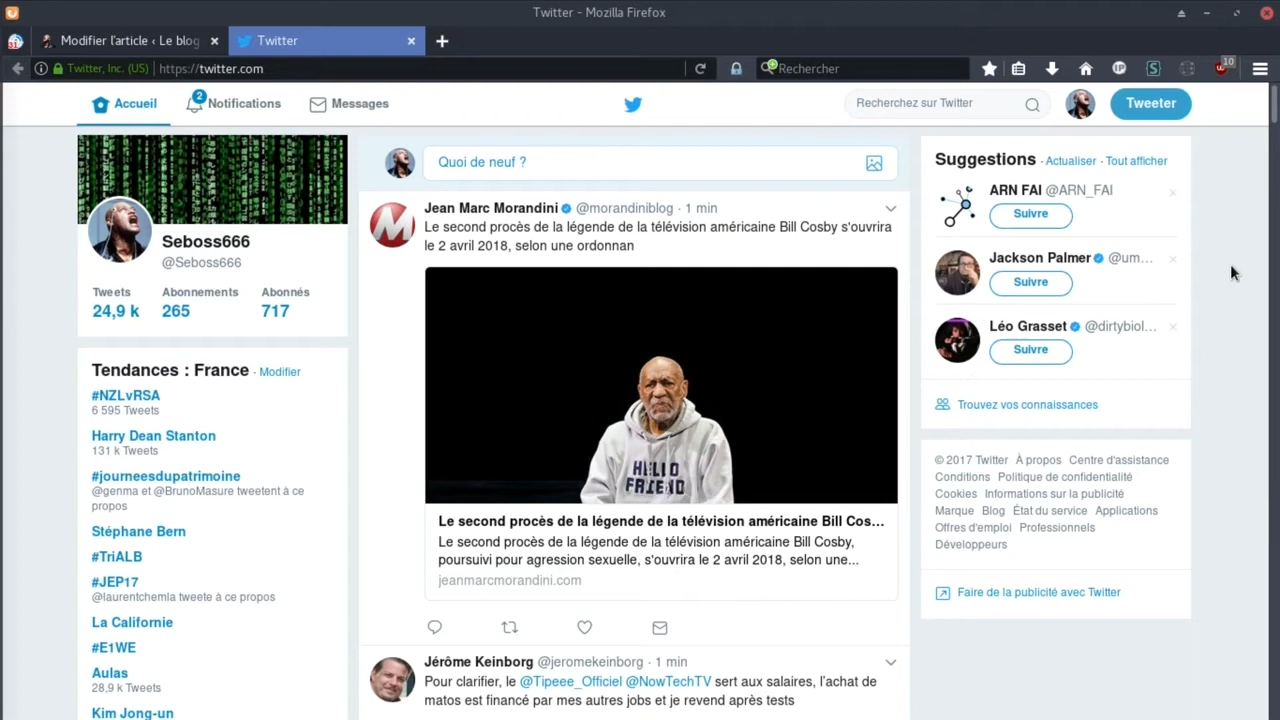 Twitter - Mozilla Firefox
31
Modifier l'article ‹ Le blog
Twitter
Twitter, Inc. (US)
https://twitter.com
Rechercher
10
Accueil
2
Notifications
Messages
Recherchez sur Twitter
Tweeter
Seboss666
@Seboss666
Tweets Abonnements Abonnés
24,9 k 265 717
Tendances : France · Modifier
#NZLvRSA
6 595 Tweets
Harry Dean Stanton
131 k Tweets
#journeesdupatrimoine
@genma et @BrunoMasure tweetent à ce
propos
Stéphane Bern
#TriALB
#JEP17
@laurentchemla tweete à ce propos
La Californie
#E1WE
Aulas
28,9 k Tweets
Kim Jong-un
Quoi de neuf ?
M
Jean Marc Morandini @morandiniblog · 1 min
Le second procès de la légende de la télévision américaine Bill Cosby s'ouvrira
le 2 avril 2018, selon une ordonnan
HELLO
FRIEND
Le second procès de la légende de la télévision américaine Bill Cos...
Le second procès de la légende de la télévision américaine Bill Cosby,
poursuivi pour agression sexuelle, s'ouvrira le 2 avril 2018, selon une...
jeanmarcmorandini.com
Jérôme Keinborg @jeromekeinborg · 1 min
Pour clarifier, le @Tipeee_Officiel @NowTechTV sert aux salaires, l'achat de
matos est financé par mes autres jobs et je revend après tests
Suggestions · Actualiser · Tout afficher
ARN FAI @ARN_FAI
Suivre
Jackson Palmer @um...
Suivre
Léo Grasset @dirtybiol...
Suivre
Trouvez vos connaissances
© 2017 Twitter À propos Centre d'assistance
Conditions Politique de confidentialité
Cookies Informations sur la publicité
Marque Blog État du service Applications
Offres d'emploi Professionnels
Développeurs
Faire de la publicité avec Twitter